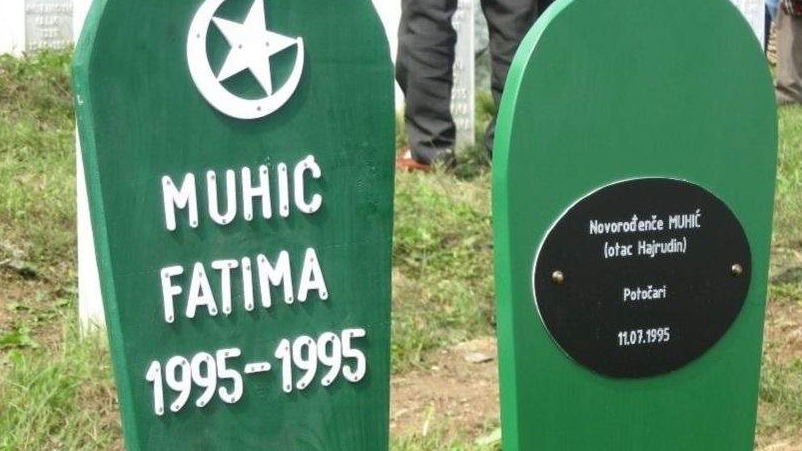 MUHIĆ
FATIMA
1995-1995
Novorođenče MUHIĆ
(otac Hajrudin)
Potočari
11.07.1995